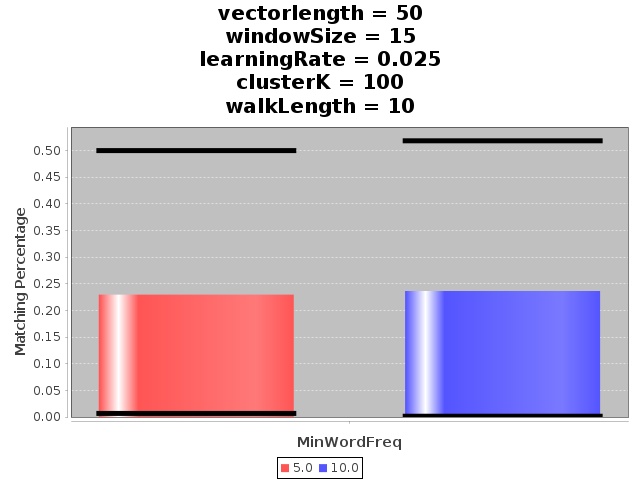 vectorlength = 50
windowSize = 15
learningRate = 0.025
clusterK = 100
walkLength = 10
0.50
0.45
0.40
0.35
0.30
0.25
0.20
0.15
0.10
0.05
0.00
Matching Percentage
MinWordFreq
5.0 10.0